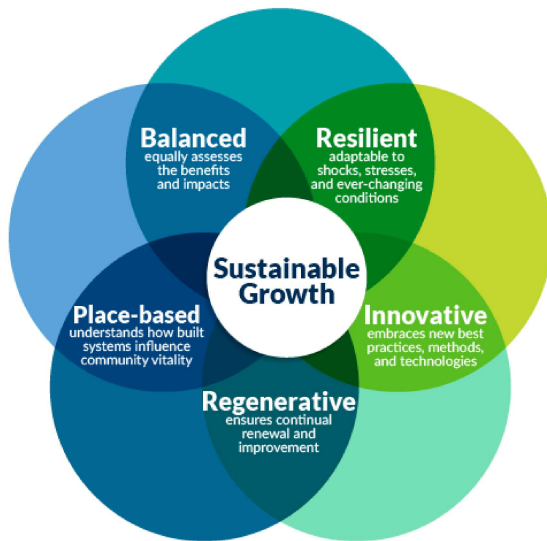 Balanced
equally assesses
the benefits
and impacts
Resilient
adaptable to
shocks, stresses,
and ever-changing
conditions
Sustainable
Growth
Place-based
understands how built
systems influence
community vitality
Innovative
embraces new best
practices, methods,
and technologies
Regenerative
ensures continual
renewal and
improvement